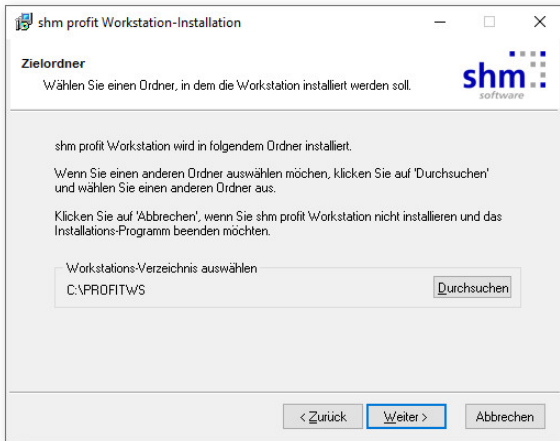 shm profit Workstation-Installation
Zielordner
Wählen Sie einen Ordner, in dem die Workstation installiert werden soll.
shm
software
shm profit Workstation wird in folgendem Ordner installiert.
Wenn Sie einen anderen Ordner auswählen möchen, klicken Sie auf 'Durchsuchen'
und wählen Sie einen anderen Ordner aus.
Klicken Sie auf 'Abbrechen', wenn Sie shm profit Workstation nicht installieren und das
Installations-Programm beenden möchten.
Workstations-Verzeichnis auswählen
C:\PROFITWS
Durchsuchen
< Zurück
Weiter >
Abbrechen